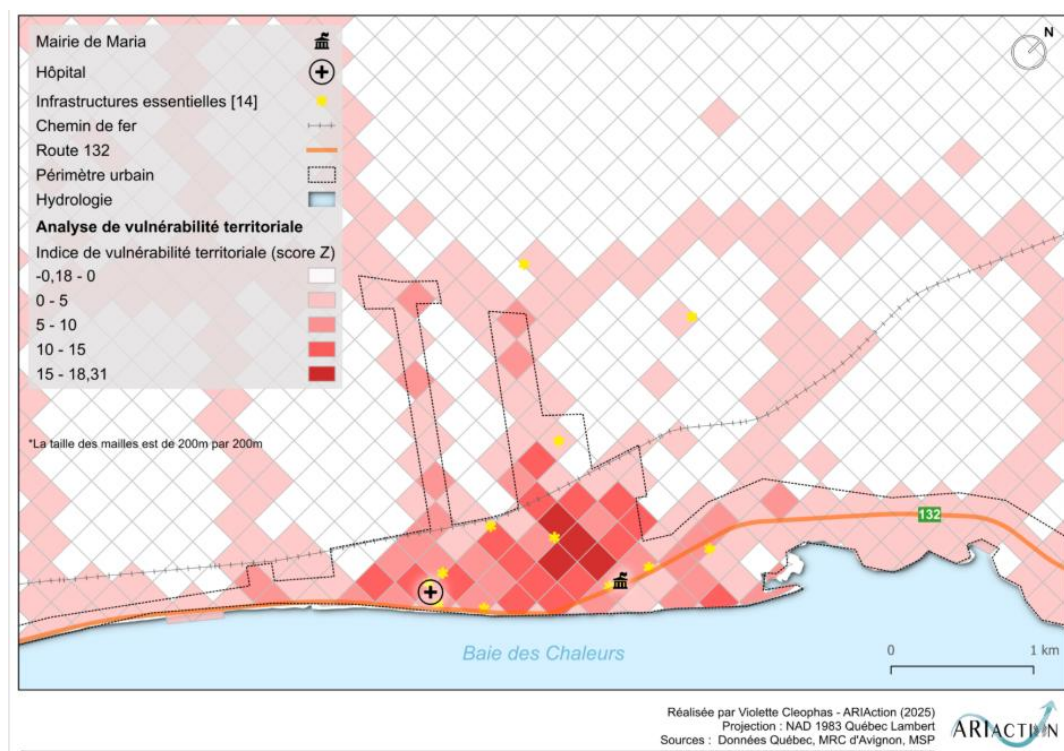 Mairie de Maria
Hôpital
Infrastructures essentielles [14]
Chemin de fer
Route 132
Périmètre urbain
Hydrologie
Analyse de vulnérabilité territoriale
Indice de vulnérabilité territoriale (score Z)
-0,18 - 0
0 - 5
5 - 10
10 - 15
15 - 18,31
*La taille des mailles est de 200m par 200m
N
132
Baie des Chaleurs
0 1 km
Réalisée par Violette Cleophas - ARIAction (2025)
Projection : NAD 1983 Québec Lambert
Sources : Données Québec, MRC d'Avignon, MSP
ARIACTION